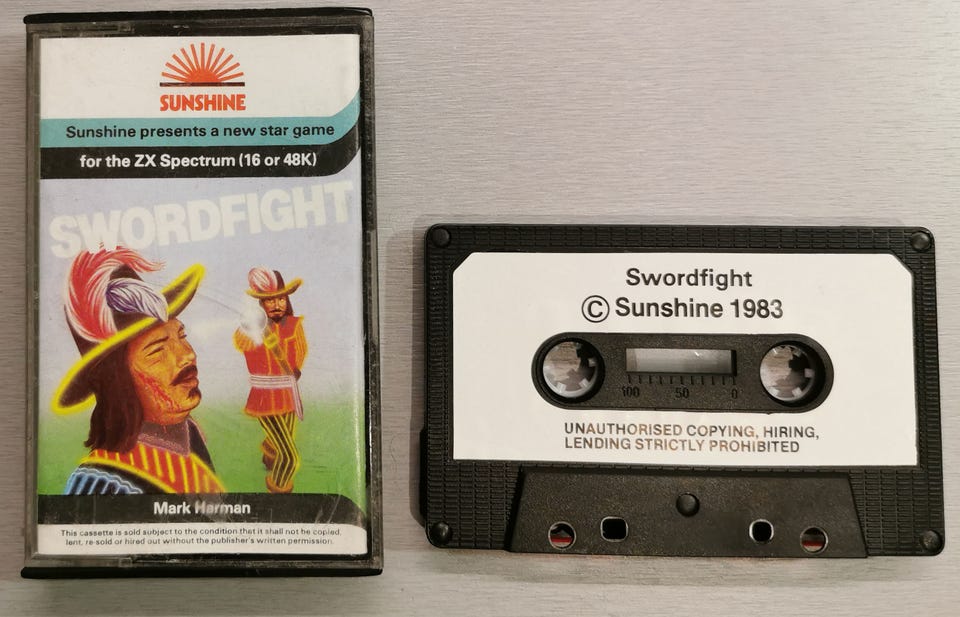 SUNSHINE
Sunshine presents a new star game
for the ZX Spectrum (16 or 48K)
SWORDFIGHT
Mark Harman
This cassette is sold subject to the condition that it shall not be copied,
lent, re-sold or hired out without the publisher's written permission.
Swordfight
© Sunshine 1983
100 50 0
UNAUTHORISED COPYING, HIRING,
LENDING STRICTLY PROHIBITED